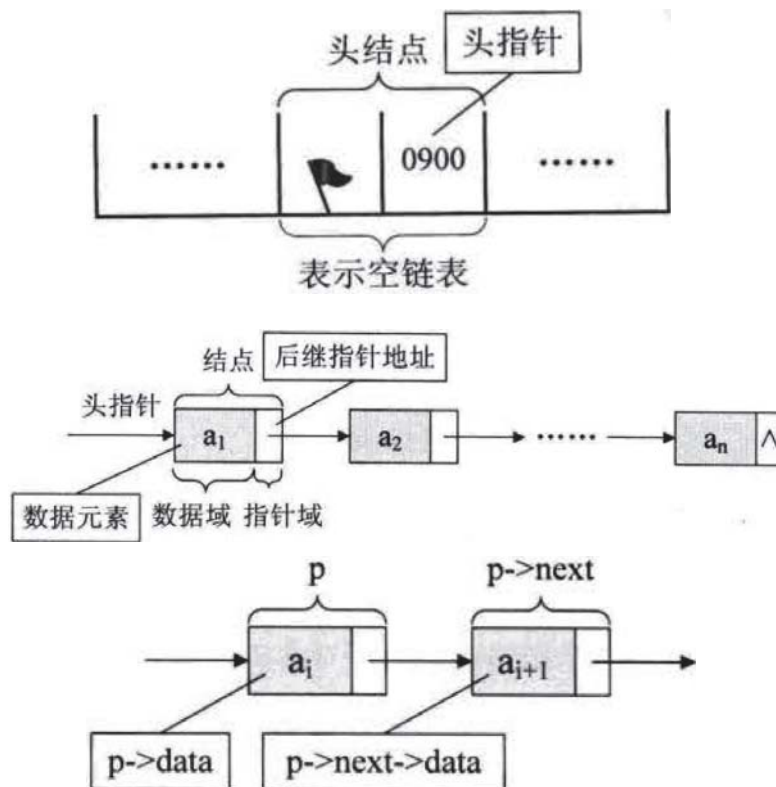 头结点 头指针
······ 0900 ······
表示空链表
结点 后继指针地址
头指针
a₁ a₂ ······ aₙ ∧
数据元素 数据域 指针域
p p->next
aᵢ aᵢ₊₁
p->data p->next->data